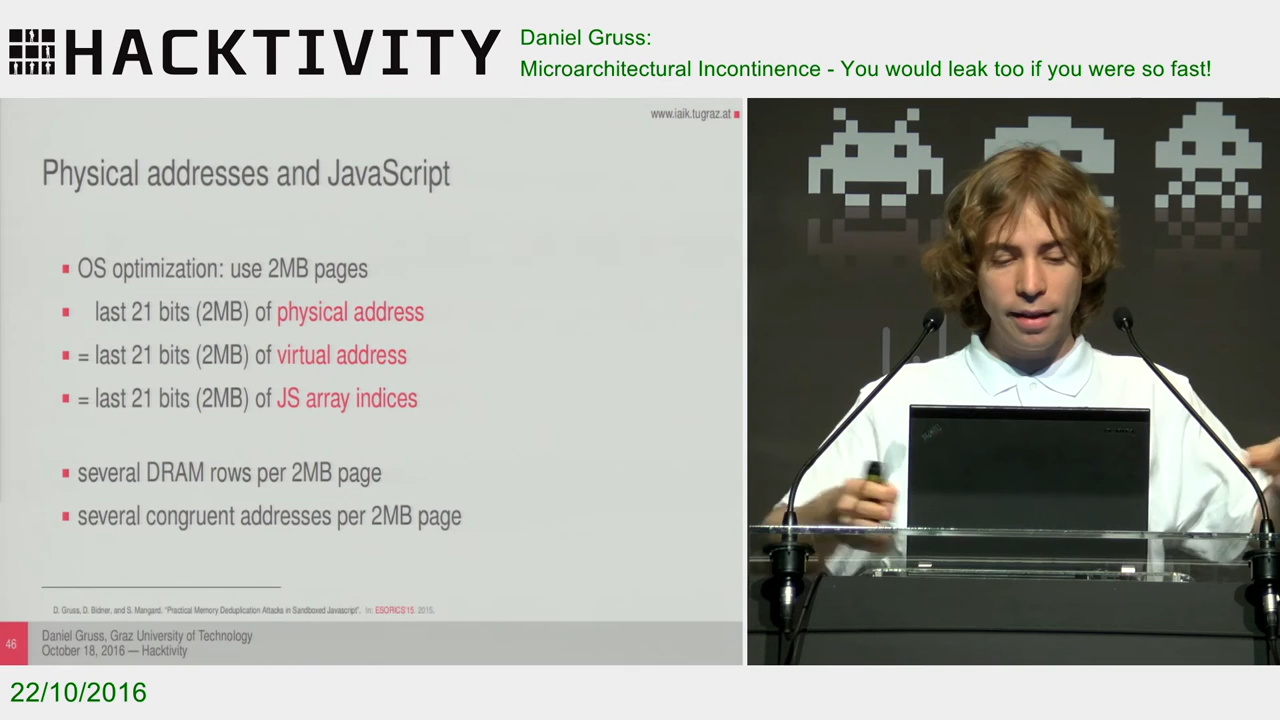 HACKTIVITY
Daniel Gruss:
Microarchitectural Incontinence - You would leak too if you were so fast!
www.iaik.tugraz.at
Physical addresses and JavaScript
OS optimization: use 2MB pages
last 21 bits (2MB) of physical address
= last 21 bits (2MB) of virtual address
= last 21 bits (2MB) of JS array indices
several DRAM rows per 2MB page
several congruent addresses per 2MB page
D. Gruss, D. Bidner, and S. Mangard. "Practical Memory Deduplication Attacks in Sandboxed Javascript". In: ESORICS'15. 2015.
46
Daniel Gruss, Graz University of Technology
October 18, 2016 — Hacktivity
22/10/2016